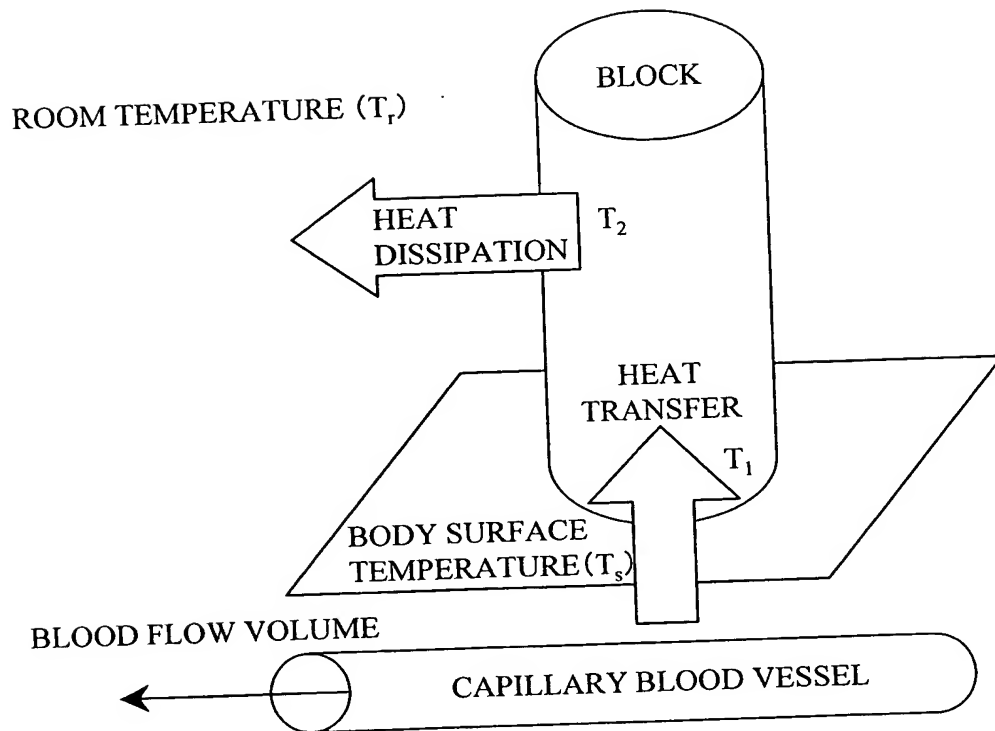 BLOCK
ROOM TEMPERATURE (Tr)
HEAT
DISSIPATION
T2
HEAT
TRANSFER
T1
BODY SURFACE
TEMPERATURE (Ts)
BLOOD FLOW VOLUME
CAPILLARY BLOOD VESSEL